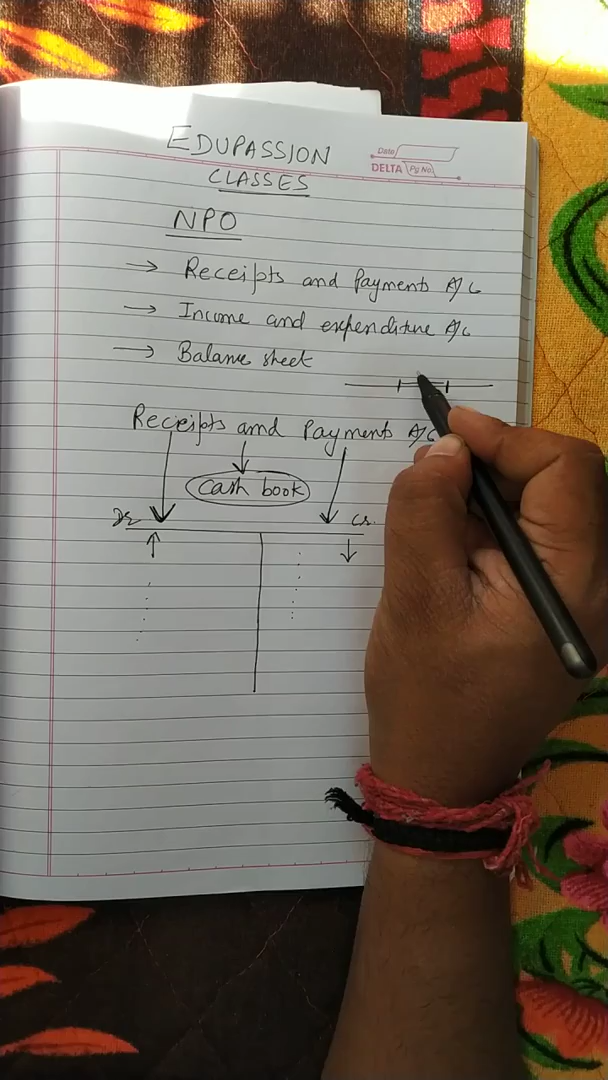 EDUPASSION
CLASSES
Date
DELTA Pg No.
NPO
→ Receipts and Payments A/c
→ Income and expenditure A/c
→ Balance sheet
Receipts and Payments A/c
Cash book
Dr. Cr.